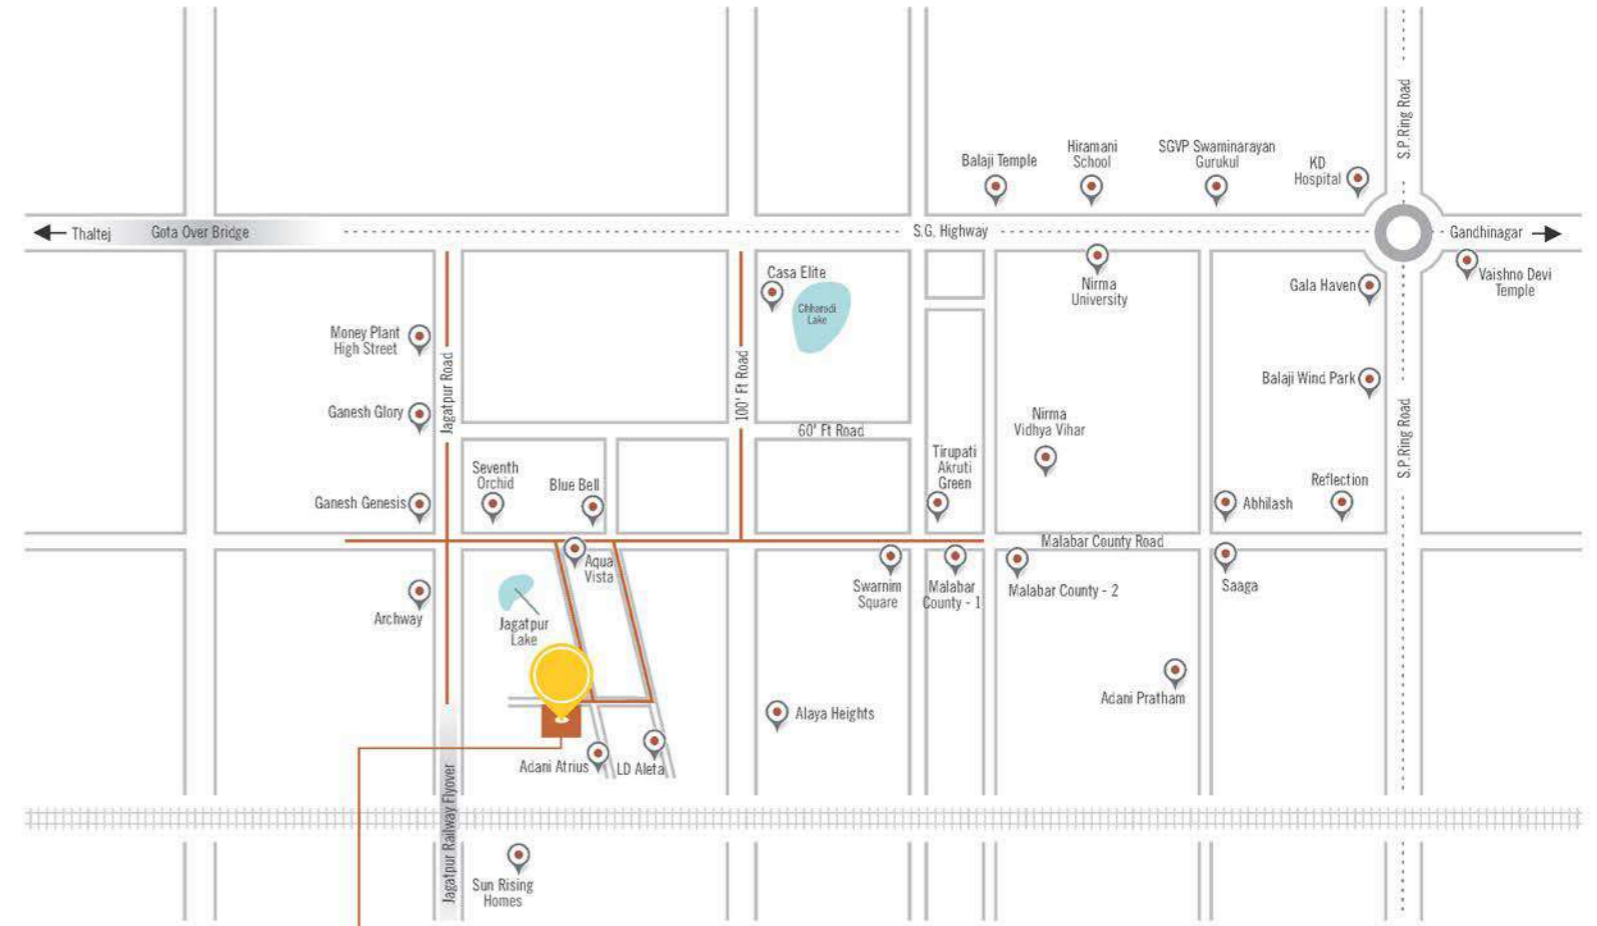 S.P.Ring Road
Balaji Temple
Hiramani
School
SGVP Swaminarayan
Gurukul
KD
Hospital
Thaltej
Gota Over Bridge
S.G. Highway
Gandhinagar
Casa Elite
Chharodi
Lake
Nirma
University
Gala Haven
Vaishno Devi
Temple
Money Plant
High Street
Jagatpur Road
100' Ft Road
Balaji Wind Park
Ganesh Glory
60' Ft Road
Nirma
Vidhya Vihar
S.P.Ring Road
Seventh
Orchid
Blue Bell
Tirupati
Akruti
Green
Reflection
Ganesh Genesis
Abhilash
Malabar County Road
Aqua
Vista
Swarnim
Square
Malabar
County - 1
Malabar County - 2
Saaga
Archway
Jagatpur
Lake
Adani Pratham
Alaya Heights
Adani Atrius
LD Aleta
Jagatpur Railway Flyover
Sun Rising
Homes